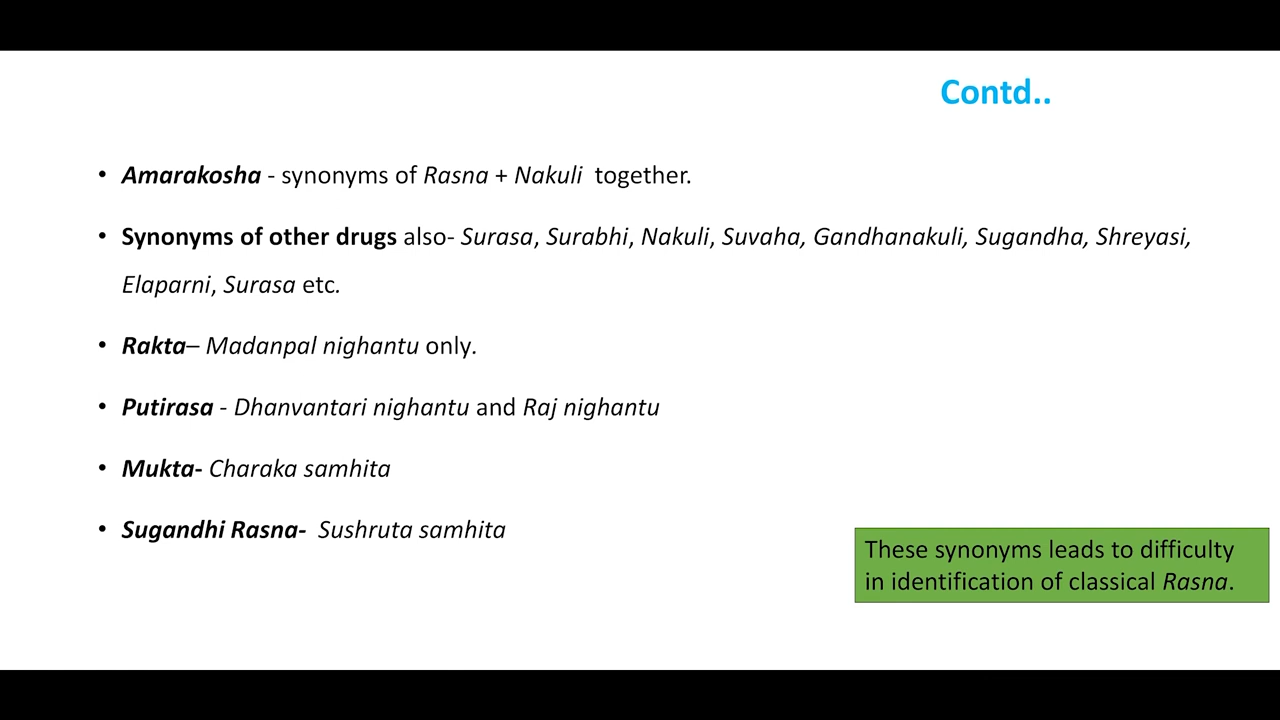 Contd..
• Amarakosha - synonyms of Rasna + Nakuli together.
• Synonyms of other drugs also- Surasa, Surabhi, Nakuli, Suvaha, Gandhanakuli, Sugandha, Shreyasi,
Elaparni, Surasa etc.
• Rakta– Madanpal nighantu only.
• Putirasa - Dhanvantari nighantu and Raj nighantu
• Mukta- Charaka samhita
• Sugandhi Rasna- Sushruta samhita
These synonyms leads to difficulty
in identification of classical Rasna.